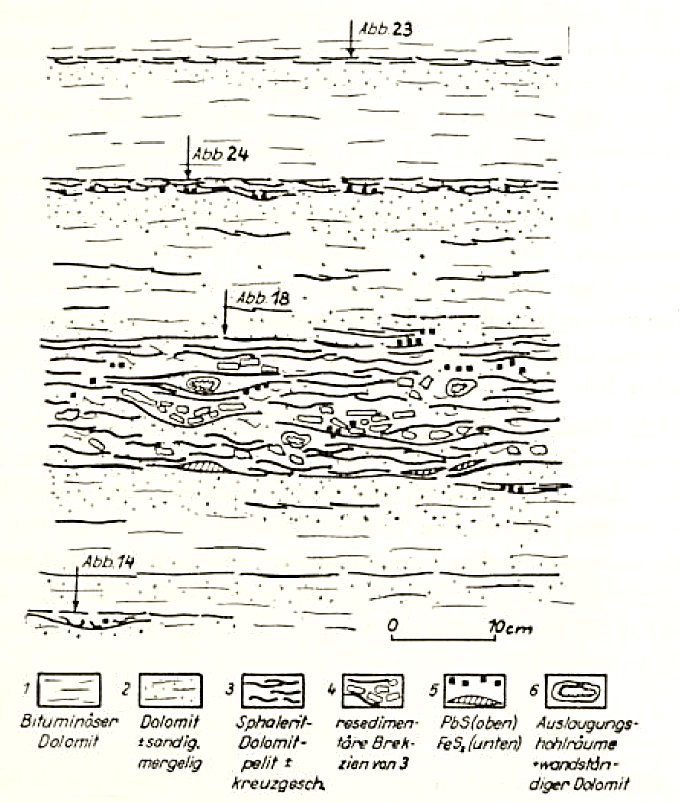 Abb.23
Abb.24
Abb.18
Abb.14
0 10cm
1 2 3 4 5 6
Bituminöser
Dolomit
Dolomit
±sandig,
mergelig
Sphalerit-
Dolomit-
pelit ±
kreuzgesch.
resedimen-
täre Brek-
zien von 3
PbS(oben)
FeS₂(unten)
Auslaugungs-
hohlräume
+wandstän-
diger Dolomit